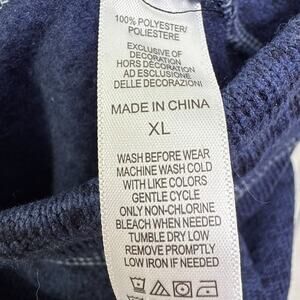 100% POLYESTER/
POLIESTERE
EXCLUSIVE OF
DECORATION
HORS DÉCORATION
AD ESCLUSIONE
DELLE DECORAZIONI
MADE IN CHINA
XL
WASH BEFORE WEAR
MACHINE WASH COLD
WITH LIKE COLORS
GENTLE CYCLE
ONLY NON-CHLORINE
BLEACH WHEN NEEDED
TUMBLE DRY LOW
REMOVE PROMPTLY
LOW IRON IF NEEDED